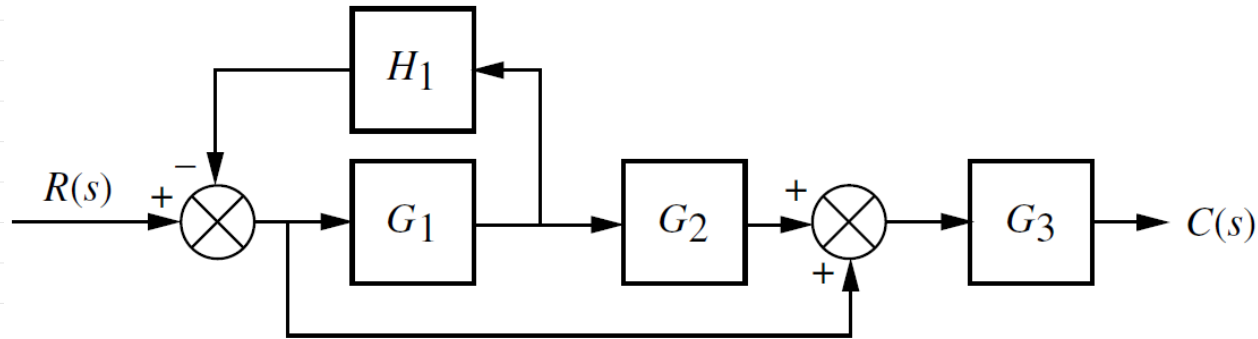 H1
−
R(s)
+
G1
G2
+
+
G3
C(s)